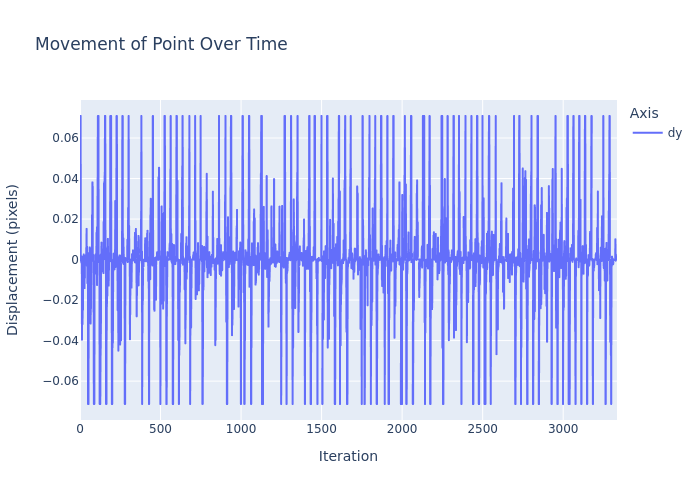 Movement of Point Over Time
Axis
dy
0.06
0.04
0.02
0
−0.02
−0.04
−0.06
Displacement (pixels)
0
500
1000
1500
2000
2500
3000
Iteration